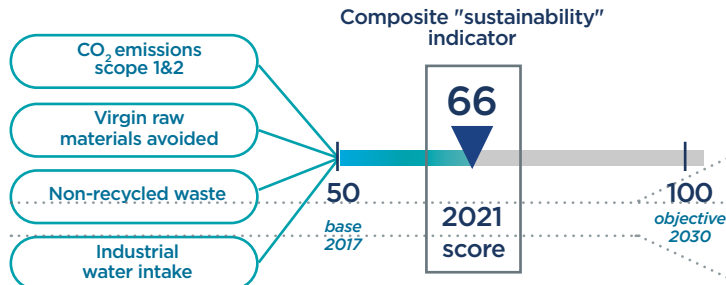 Composite "sustainability"
indicator
CO2 emissions
scope 1&2
Virgin raw
materials avoided
Non-recycled waste
Industrial
water intake
66
50
100
base
2017
2021
score
objective
2030